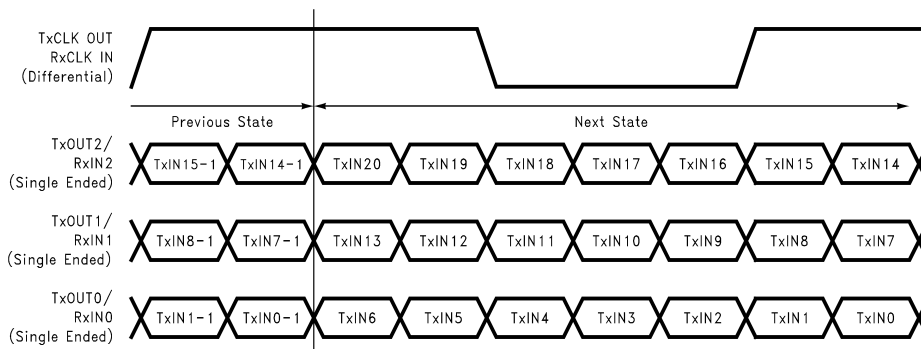 TxCLK OUT
RxCLK IN
(Differential)
Previous State
Next State
TxOUT2/
RxIN2
(Single Ended)
TxIN15-1 TxIN14-1 TxIN20 TxIN19 TxIN18 TxIN17 TxIN16 TxIN15 TxIN14
TxOUT1/
RxIN1
(Single Ended)
TxIN8-1 TxIN7-1 TxIN13 TxIN12 TxIN11 TxIN10 TxIN9 TxIN8 TxIN7
TxOUT0/
RxIN0
(Single Ended)
TxIN1-1 TxIN0-1 TxIN6 TxIN5 TxIN4 TxIN3 TxIN2 TxIN1 TxIN0